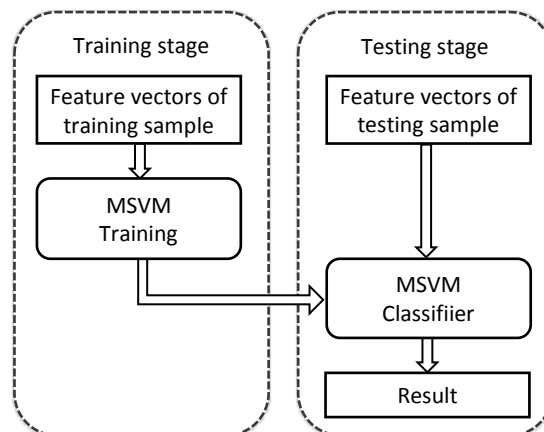 Training stage
Feature vectors of
training sample
MSVM
Training
Testing stage
Feature vectors of
testing sample
MSVM
Classifiier
Result